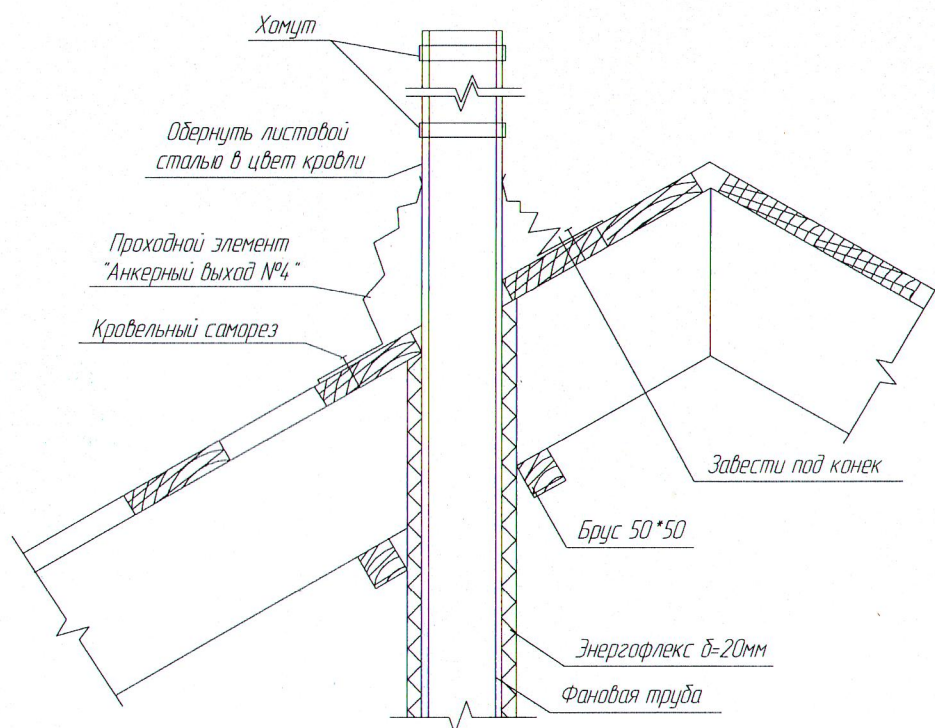 Хомут
Обернуть листовой
сталью в цвет кровли
Проходной элемент
"Анкерный выход №4"
Кровельный саморез
Завести под конек
Брус 50*50
Энергофлекс δ=20мм
Фановая труба